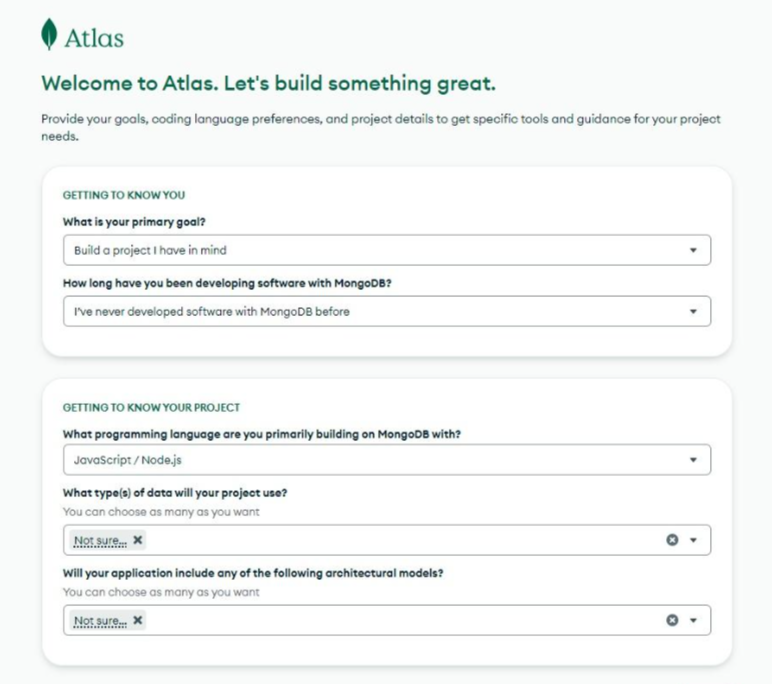 Atlas
Welcome to Atlas. Let's build something great.
Provide your goals, coding language preferences, and project details to get specific tools and guidance for your project
needs.
GETTING TO KNOW YOU
What is your primary goal?
Build a project I have in mind
How long have you been developing software with MongoDB?
I've never developed software with MongoDB before
GETTING TO KNOW YOUR PROJECT
What programming language are you primarily building on MongoDB with?
JavaScript / Node.js
What type(s) of data will your project use?
You can choose as many as you want
Not sure...
Will your application include any of the following architectural models?
You can choose as many as you want
Not sure...